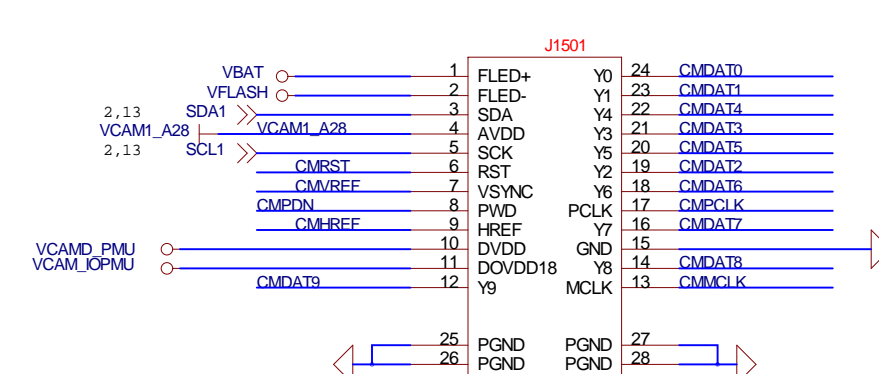 J1501
VBAT 1 FLED+ Y0 24 CMDAT0
VFLASH 2 FLED- Y1 23 CMDAT1
2,13 SDA1 3 SDA Y4 22 CMDAT4
VCAM1_A28 VCAM1_A28 4 AVDD Y3 21 CMDAT3
2,13 SCL1 5 SCK Y5 20 CMDAT5
CMRST 6 RST Y2 19 CMDAT2
CMVREF 7 VSYNC Y6 18 CMDAT6
CMPDN 8 PWD PCLK 17 CMPCLK
CMHREF 9 HREF Y7 16 CMDAT7
VCAMD_PMU 10 DVDD GND 15
VCAM_IOPMU 11 DOVDD18 Y8 14 CMDAT8
CMDAT9 12 Y9 MCLK 13 CMMCLK
25 PGND PGND 27
26 PGND PGND 28